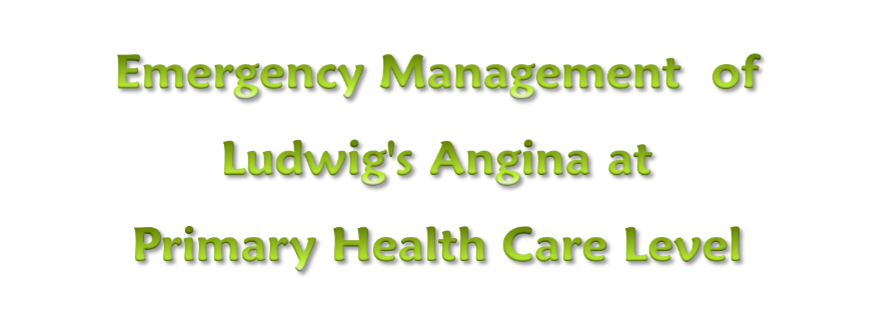 Emergency Management of
Ludwig's Angina at
Primary Health Care Level